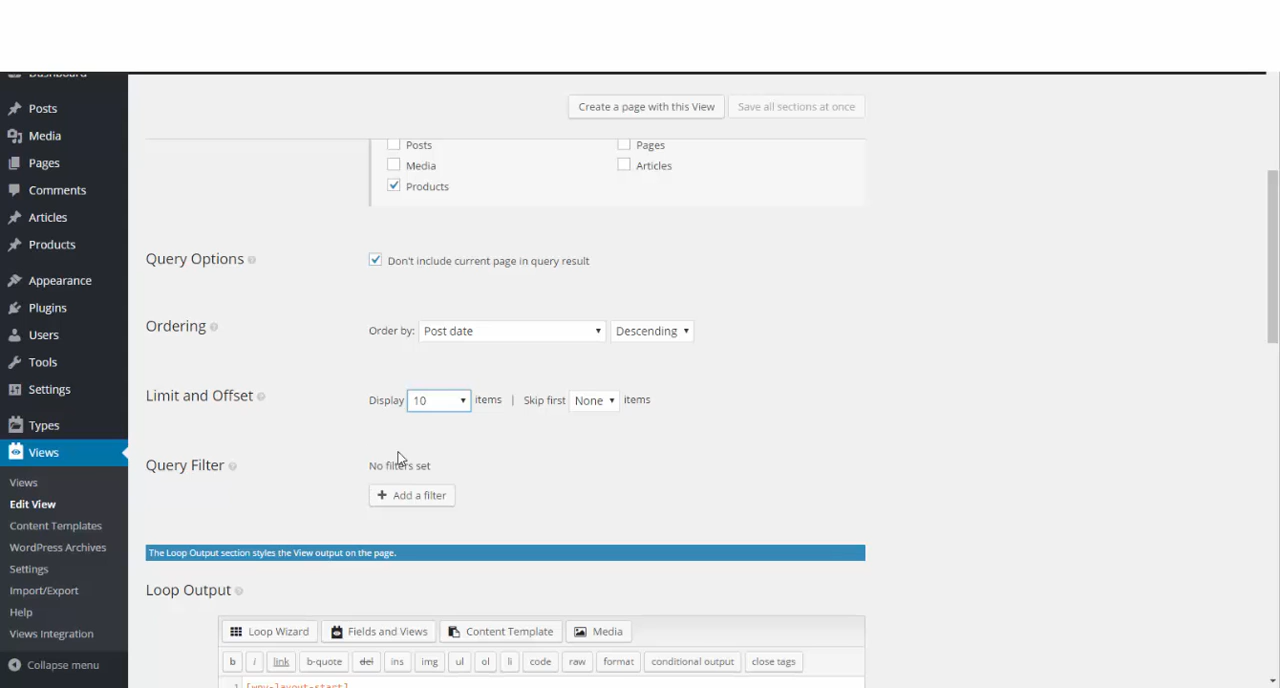 Dashboard
Posts
Media
Pages
Comments
Articles
Products
Appearance
Plugins
Users
Tools
Settings
Types
Views
Views
Edit View
Content Templates
WordPress Archives
Settings
Import/Export
Help
Views Integration
Collapse menu
Create a page with this View Save all sections at once
Posts Pages
Media Articles
Products
Query Options Don't include current page in query result
Ordering Order by: Post date Descending
Limit and Offset Display 10 items | Skip first None items
Query Filter No filters set
+ Add a filter
The Loop Output section styles the View output on the page.
Loop Output
Loop Wizard Fields and Views Content Template Media
b i link b-quote del ins img ul ol li code raw format conditional output close tags
1 [wpv-layout-start]